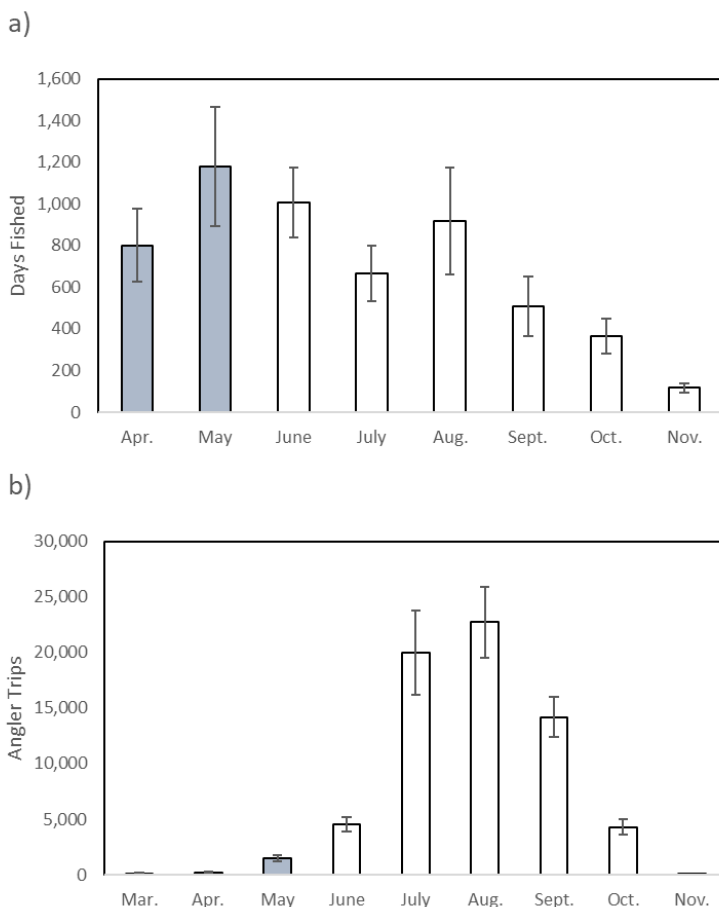 a)
1,600
1,400
1,200
1,000
800
600
400
200
0
Days Fished
Apr. May June July Aug. Sept. Oct. Nov.
b)
30,000
25,000
20,000
15,000
10,000
5,000
0
Angler Trips
Mar. Apr. May June July Aug. Sept. Oct. Nov.